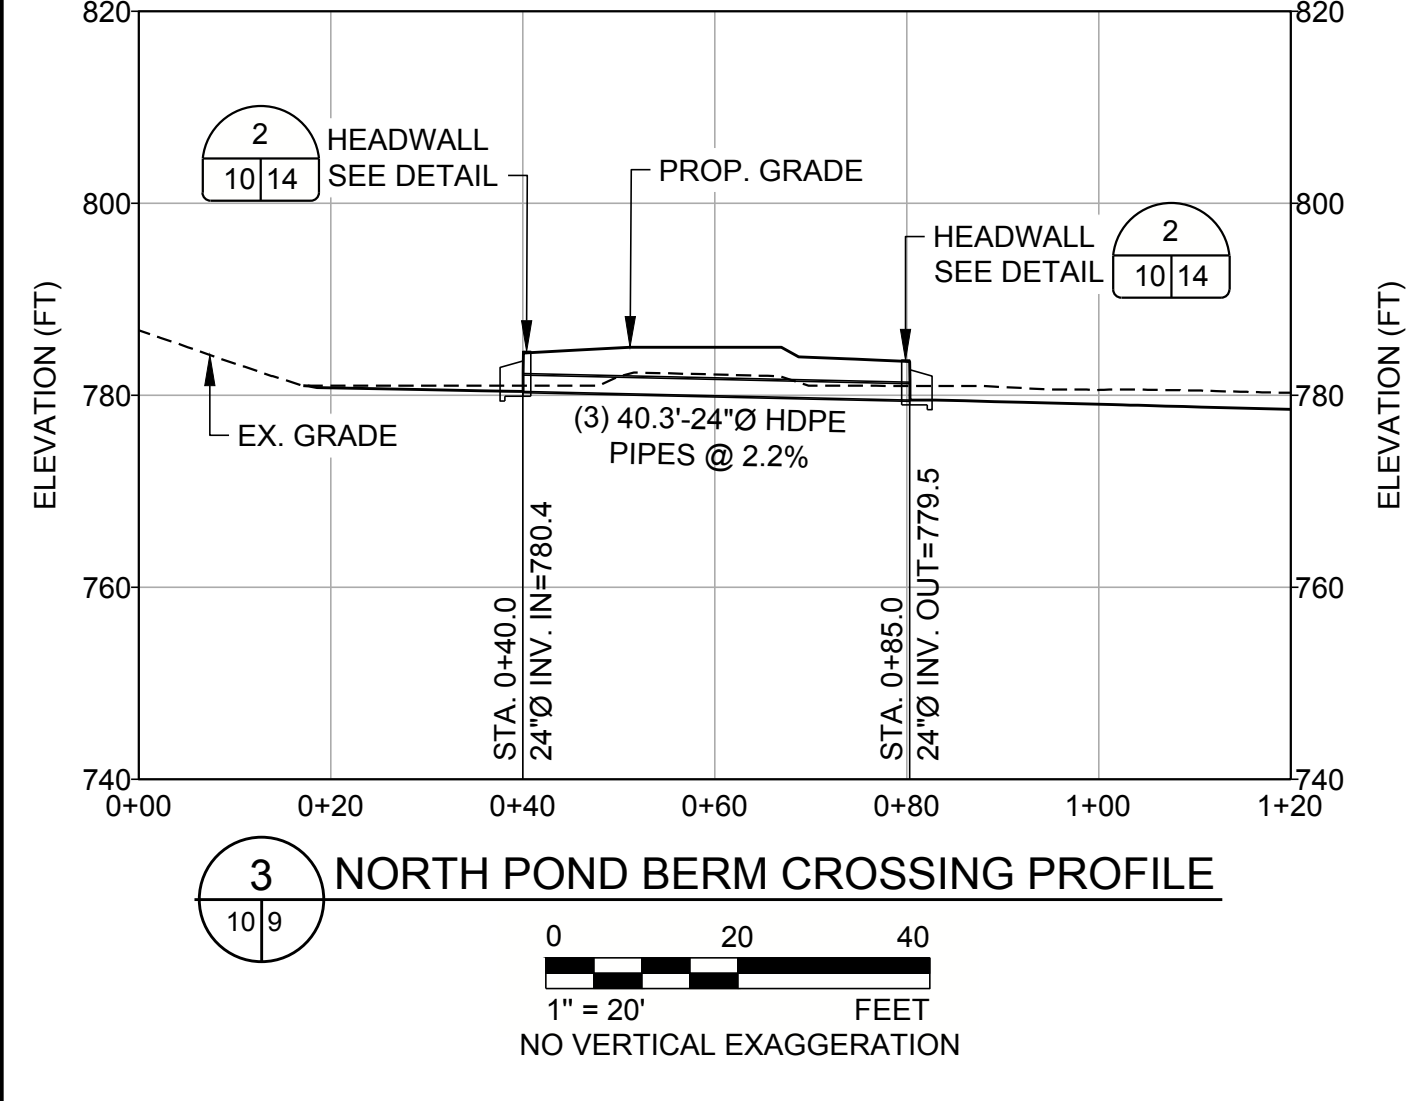 820
820
2
HEADWALL
10 14
SEE DETAIL
PROP. GRADE
800
800
2
HEADWALL
10 14
SEE DETAIL
ELEVATION (FT)
ELEVATION (FT)
780
780
EX. GRADE
(3) 40.3'-24"Ø HDPE
PIPES @ 2.2%
STA. 0+40.0
24"Ø INV. IN=780.4
STA. 0+85.0
24"Ø INV. OUT=779.5
760
760
740
740
0+00 0+20 0+40 0+60 0+80 1+00 1+20
3
10 9
NORTH POND BERM CROSSING PROFILE
0 20 40
1" = 20' FEET
NO VERTICAL EXAGGERATION